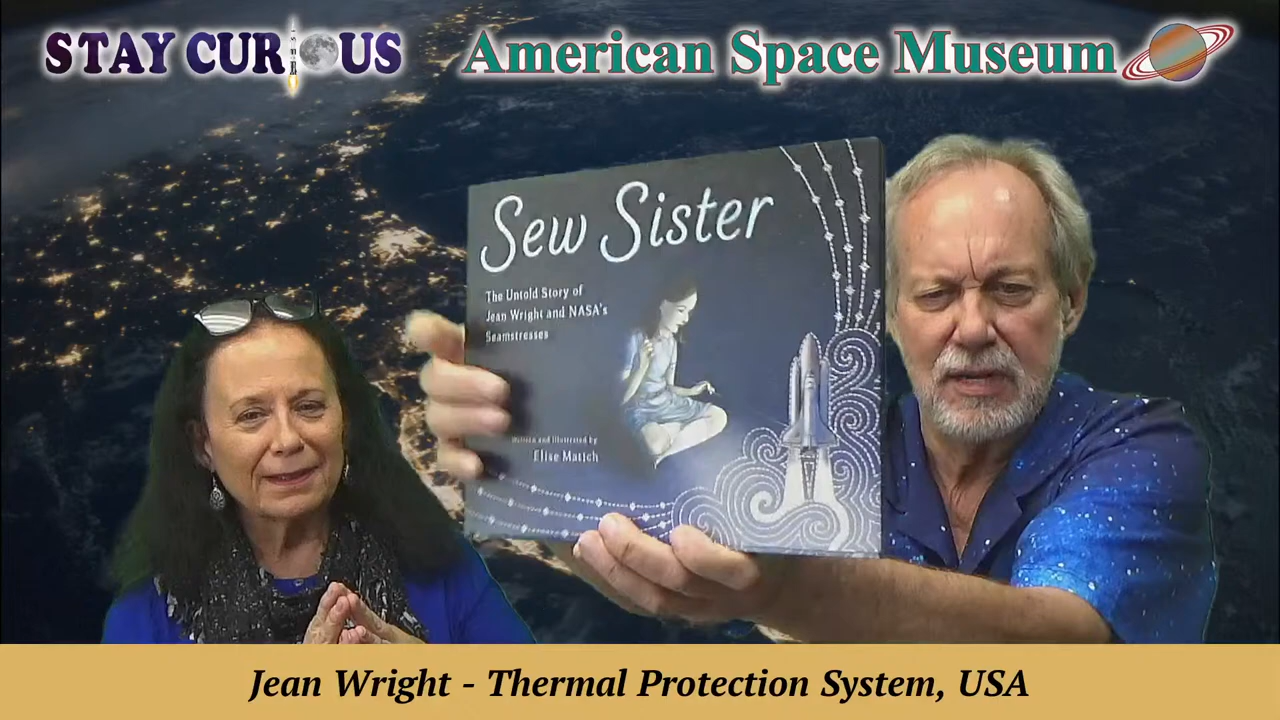 STAY CURIOUS
American Space Museum
Sew Sister
The Untold Story of
Jean Wright and NASA's
Seamstresses
Written and Illustrated by
Elise Matich
Jean Wright - Thermal Protection System, USA